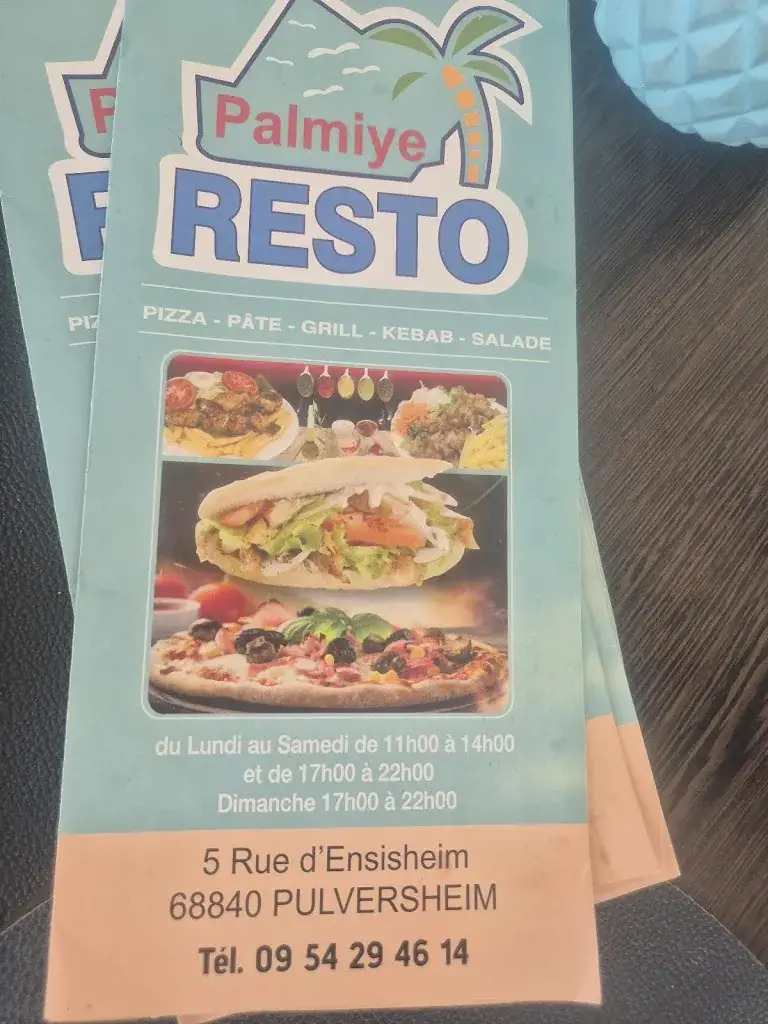 Palmiye
RESTO
PIZZA - PÂTE - GRILL - KEBAB - SALADE
du Lundi au Samedi de 11h00 à 14h00
et de 17h00 à 22h00
Dimanche 17h00 à 22h00
5 Rue d'Ensisheim
68840 PULVERSHEIM
Tél. 09 54 29 46 14
P
R
PIZ